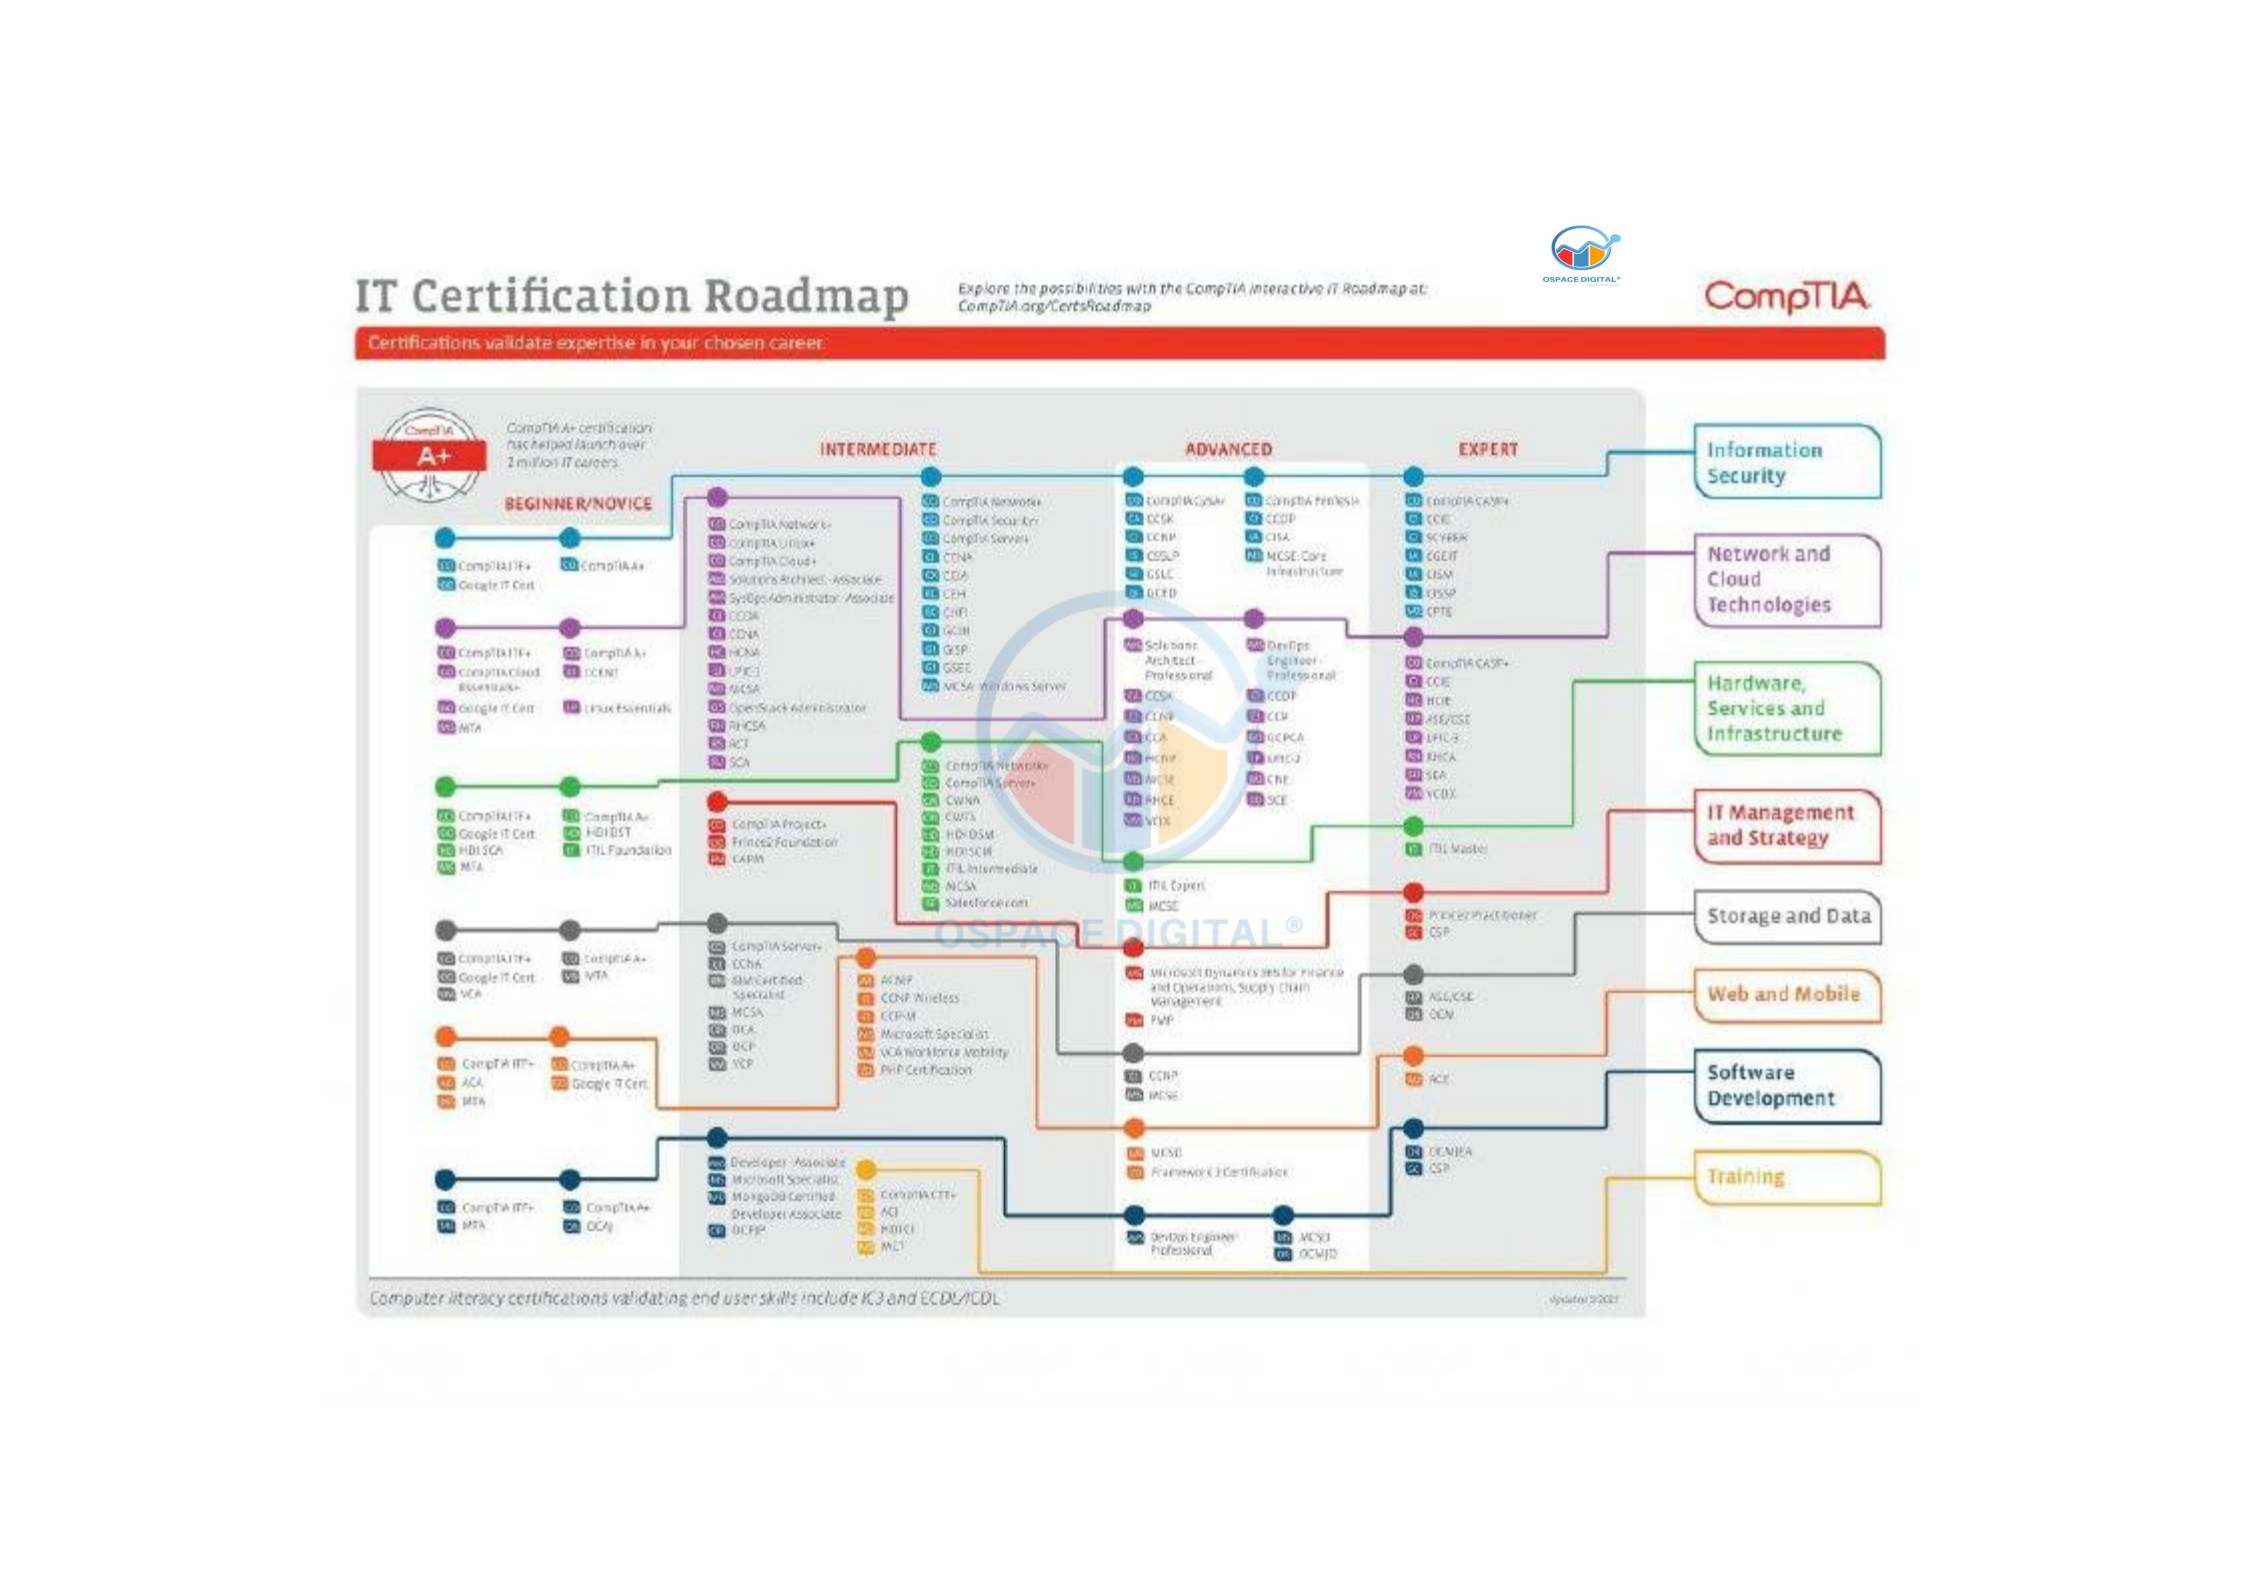 OSPACE DIGITAL®
IT Certification Roadmap
Explore the possibilities with the CompTIA interactive IT Roadmap at:
CompTIA.org/CertsRoadmap
CompTIA
Certifications validate expertise in your chosen career.
CompTIA
A+
CompTIA A+ certification
has helped launch over
IT careers
BEGINNER/NOVICE
INTERMEDIATE
ADVANCED
EXPERT
Information
Security
CompTIA ITF+
Google IT Cert
CompTIA A+
CompTIA Network+
CompTIA Security+
CompTIA Server+
CCNA
CEH
CHFI
GCIH
GISP
GSEC
MCSA Windows Server
CompTIA CySA+
CCSK
CCNP
CSSLP
GSLC
GCED
CompTIA PenTest+
CCDP
CISA
MCSE Core
Infrastructure
CompTIA CASP+
CCIE
SCYBER
CGEIT
CISM
CISSP
CPTE
Network and
Cloud
Technologies
CompTIA ITF+
CompTIA Cloud
Essentials+
Google IT Cert
MTA
CompTIA A+
CCENT
Linux Essentials
CompTIA Network+
CompTIA Linux+
CompTIA Cloud+
Solutions Architect - Associate
SysOps Administrator - Associate
CCDA
CCNA
HCNA
LPIC-1
MCSA
OpenStack Administrator
RHCSA
SCA
Solutions
Architect -
Professional
CCSK
CCNP
CCA
HCNP
MCSE
RHCE
VCIX
DevOps
Engineer -
Professional
CCDP
CCP
GCPCA
LPIC-2
CNE
SCE
CompTIA CASP+
CCIE
HCIE
ASE/CSE
LPIC-3
RHCA
VCDX
Hardware,
Services and
Infrastructure
CompTIA ITF+
Google IT Cert
HDI SCA
MTA
CompTIA A+
HDI DST
ITIL Foundation
CompTIA Network+
CompTIA Server+
CWNA
CWTS
HDI DSM
HDI SCM
ITIL Intermediate
MCSA
Salesforce.com
ITIL Expert
MCSE
ITIL Master
IT Management
and Strategy
CompTIA Project+
Prince2 Foundation
CAPM
Microsoft Dynamics 365 for Finance
and Operations, Supply Chain
Management
PMP
Prince2 Practitioner
CSP
OSPACE DIGITAL®
Storage and Data
CompTIA ITF+
Google IT Cert
VCA
CompTIA A+
MTA
CompTIA Server+
CCNA
IBM Certified
Specialist
MCSA
OCA
OCP
VCP
CCNP
MCSE
ASE/CSE
OCM
Web and Mobile
CompTIA ITF+
ACA
MTA
CompTIA A+
Google IT Cert
ACMP
CCNP Wireless
CCP-M
Microsoft Specialist
VCA Workforce Mobility
PHP Certification
MCSD
Framework 2 Certification
ACE
Software
Development
CompTIA ITF+
MTA
CompTIA A+
OCAJ
Developer - Associate
Microsoft Specialist
MongoDB Certified
Developer Associate
OCPJP
DevOps Engineer
Professional
MCSD
OCMJD
OCMJEA
CSP
Training
CompTIA CTT+
ACI
HDICI
MCT
Computer literacy certifications validating end user skills include IC3 and ECDL/ICDL